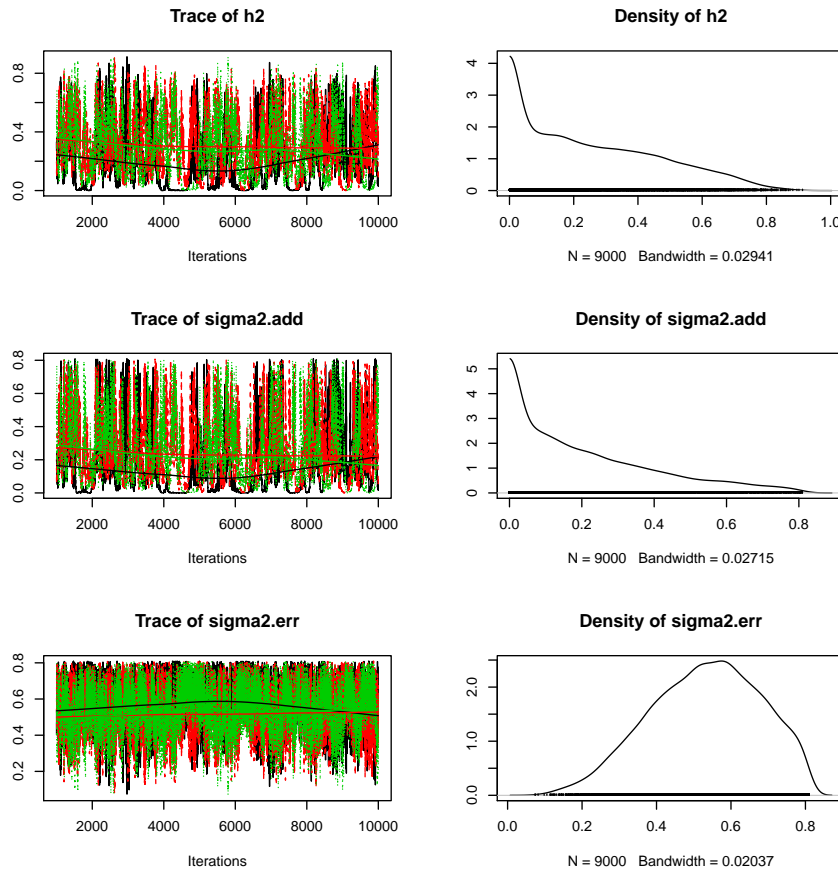 Trace of h2
0.0 0.4 0.8
2000 4000 6000 8000 10000
Iterations
Density of h2
0 1 2 3 4
0.0 0.2 0.4 0.6 0.8 1.0
N = 9000 Bandwidth = 0.02941
Trace of sigma2.add
0.0 0.2 0.4 0.6 0.8
2000 4000 6000 8000 10000
Iterations
Density of sigma2.add
0 1 2 3 4 5
0.0 0.2 0.4 0.6 0.8
N = 9000 Bandwidth = 0.02715
Trace of sigma2.err
0.2 0.4 0.6 0.8
2000 4000 6000 8000 10000
Iterations
Density of sigma2.err
0.0 1.0 2.0
0.0 0.2 0.4 0.6 0.8
N = 9000 Bandwidth = 0.02037